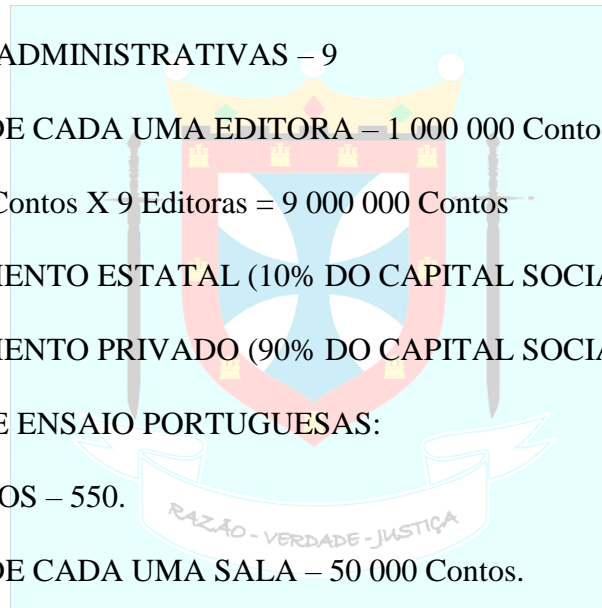 ADMINISTRATIVAS – 9
DE CADA UMA EDITORA – 1 000 000 Conto
Contos X 9 Editoras = 9 000 000 Contos
MENTO ESTATAL (10% DO CAPITAL SOCIA
MENTO PRIVADO (90% DO CAPITAL SOCIA
E ENSAIO PORTUGUESAS:
OS – 550.
RAZÃO - VERDADE - JUSTIÇA
DE CADA UMA SALA – 50 000 Contos.